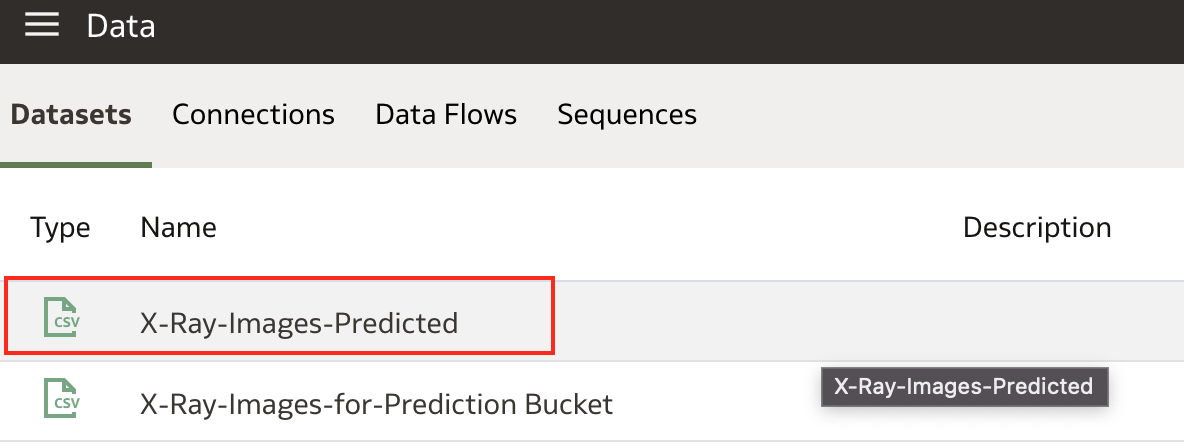 Data
Datasets Connections Data Flows Sequences
Type Name Description
CSV X-Ray-Images-Predicted
X-Ray-Images-Predicted
CSV X-Ray-Images-for-Prediction Bucket